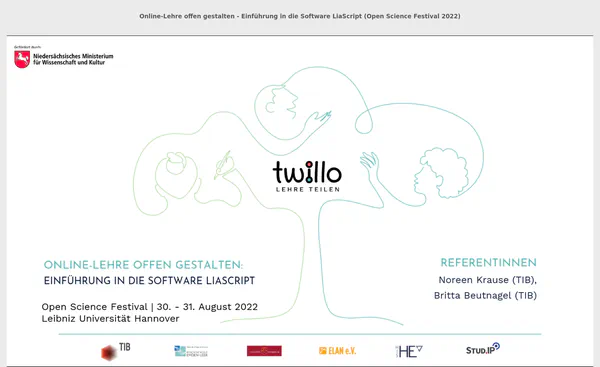 Online-Lehre offen gestalten - Einführung in die Software LiaScript (Open Science Festival 2022)
Gefördert durch:
Niedersächsisches Ministerium
für Wissenschaft und Kultur
twillo
LEHRE TEILEN
ONLINE-LEHRE OFFEN GESTALTEN:
EINFÜHRUNG IN DIE SOFTWARE LIASCRIPT
REFERENTINNEN
Noreen Krause (TIB),
Britta Beutnagel (TIB)
Open Science Festival | 30. - 31. August 2022
Leibniz Universität Hannover
TIB
ELAN e.V.
HE
STUD.IP